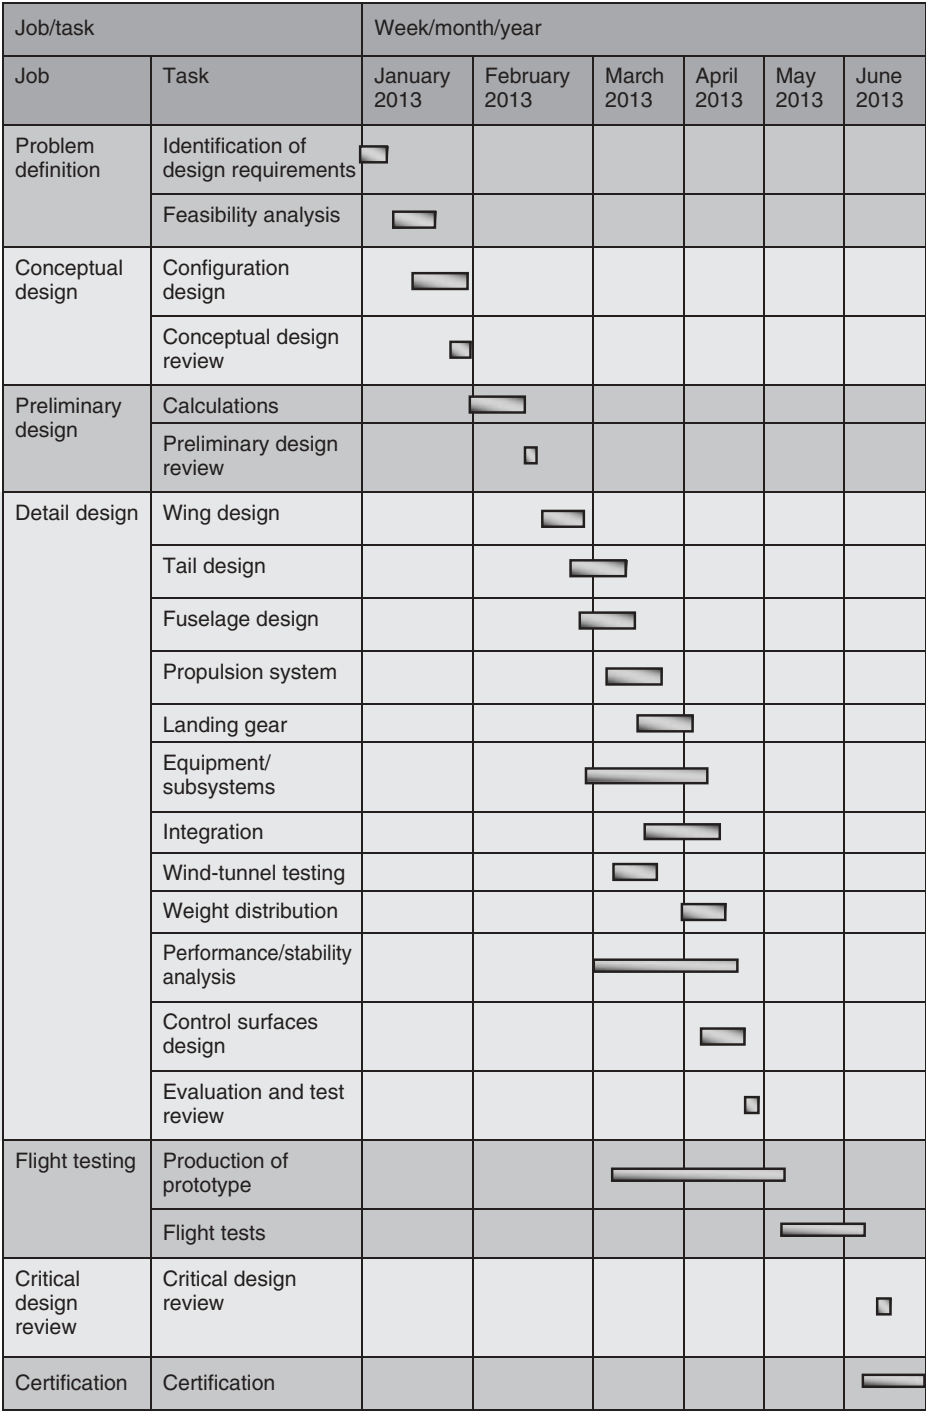 Job/task
Week/month/year
Job
Task
January
2013
February
2013
March
2013
April
2013
May
2013
June
2013
Problem
definition
Identification of
design requirements
Feasibility analysis
Conceptual
design
Configuration
design
Conceptual design
review
Preliminary
design
Calculations
Preliminary design
review
Detail design
Wing design
Tail design
Fuselage design
Propulsion system
Landing gear
Equipment/
subsystems
Integration
Wind-tunnel testing
Weight distribution
Performance/stability
analysis
Control surfaces
design
Evaluation and test
review
Flight testing
Production of
prototype
Flight tests
Critical
design
review
Critical design
review
Certification
Certification